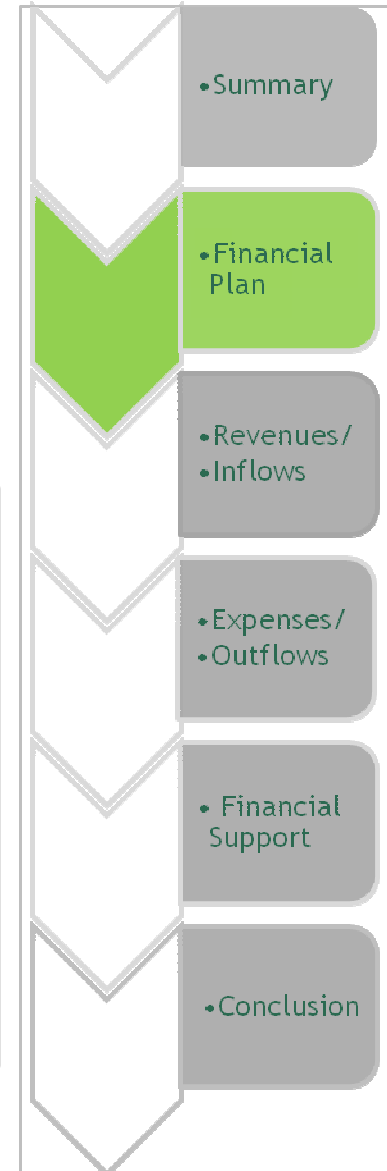 •Summary
•Financial
Plan
•Revenues/
•Inflows
•Expenses/
•Outflows
• Financial
Support
•Conclusion